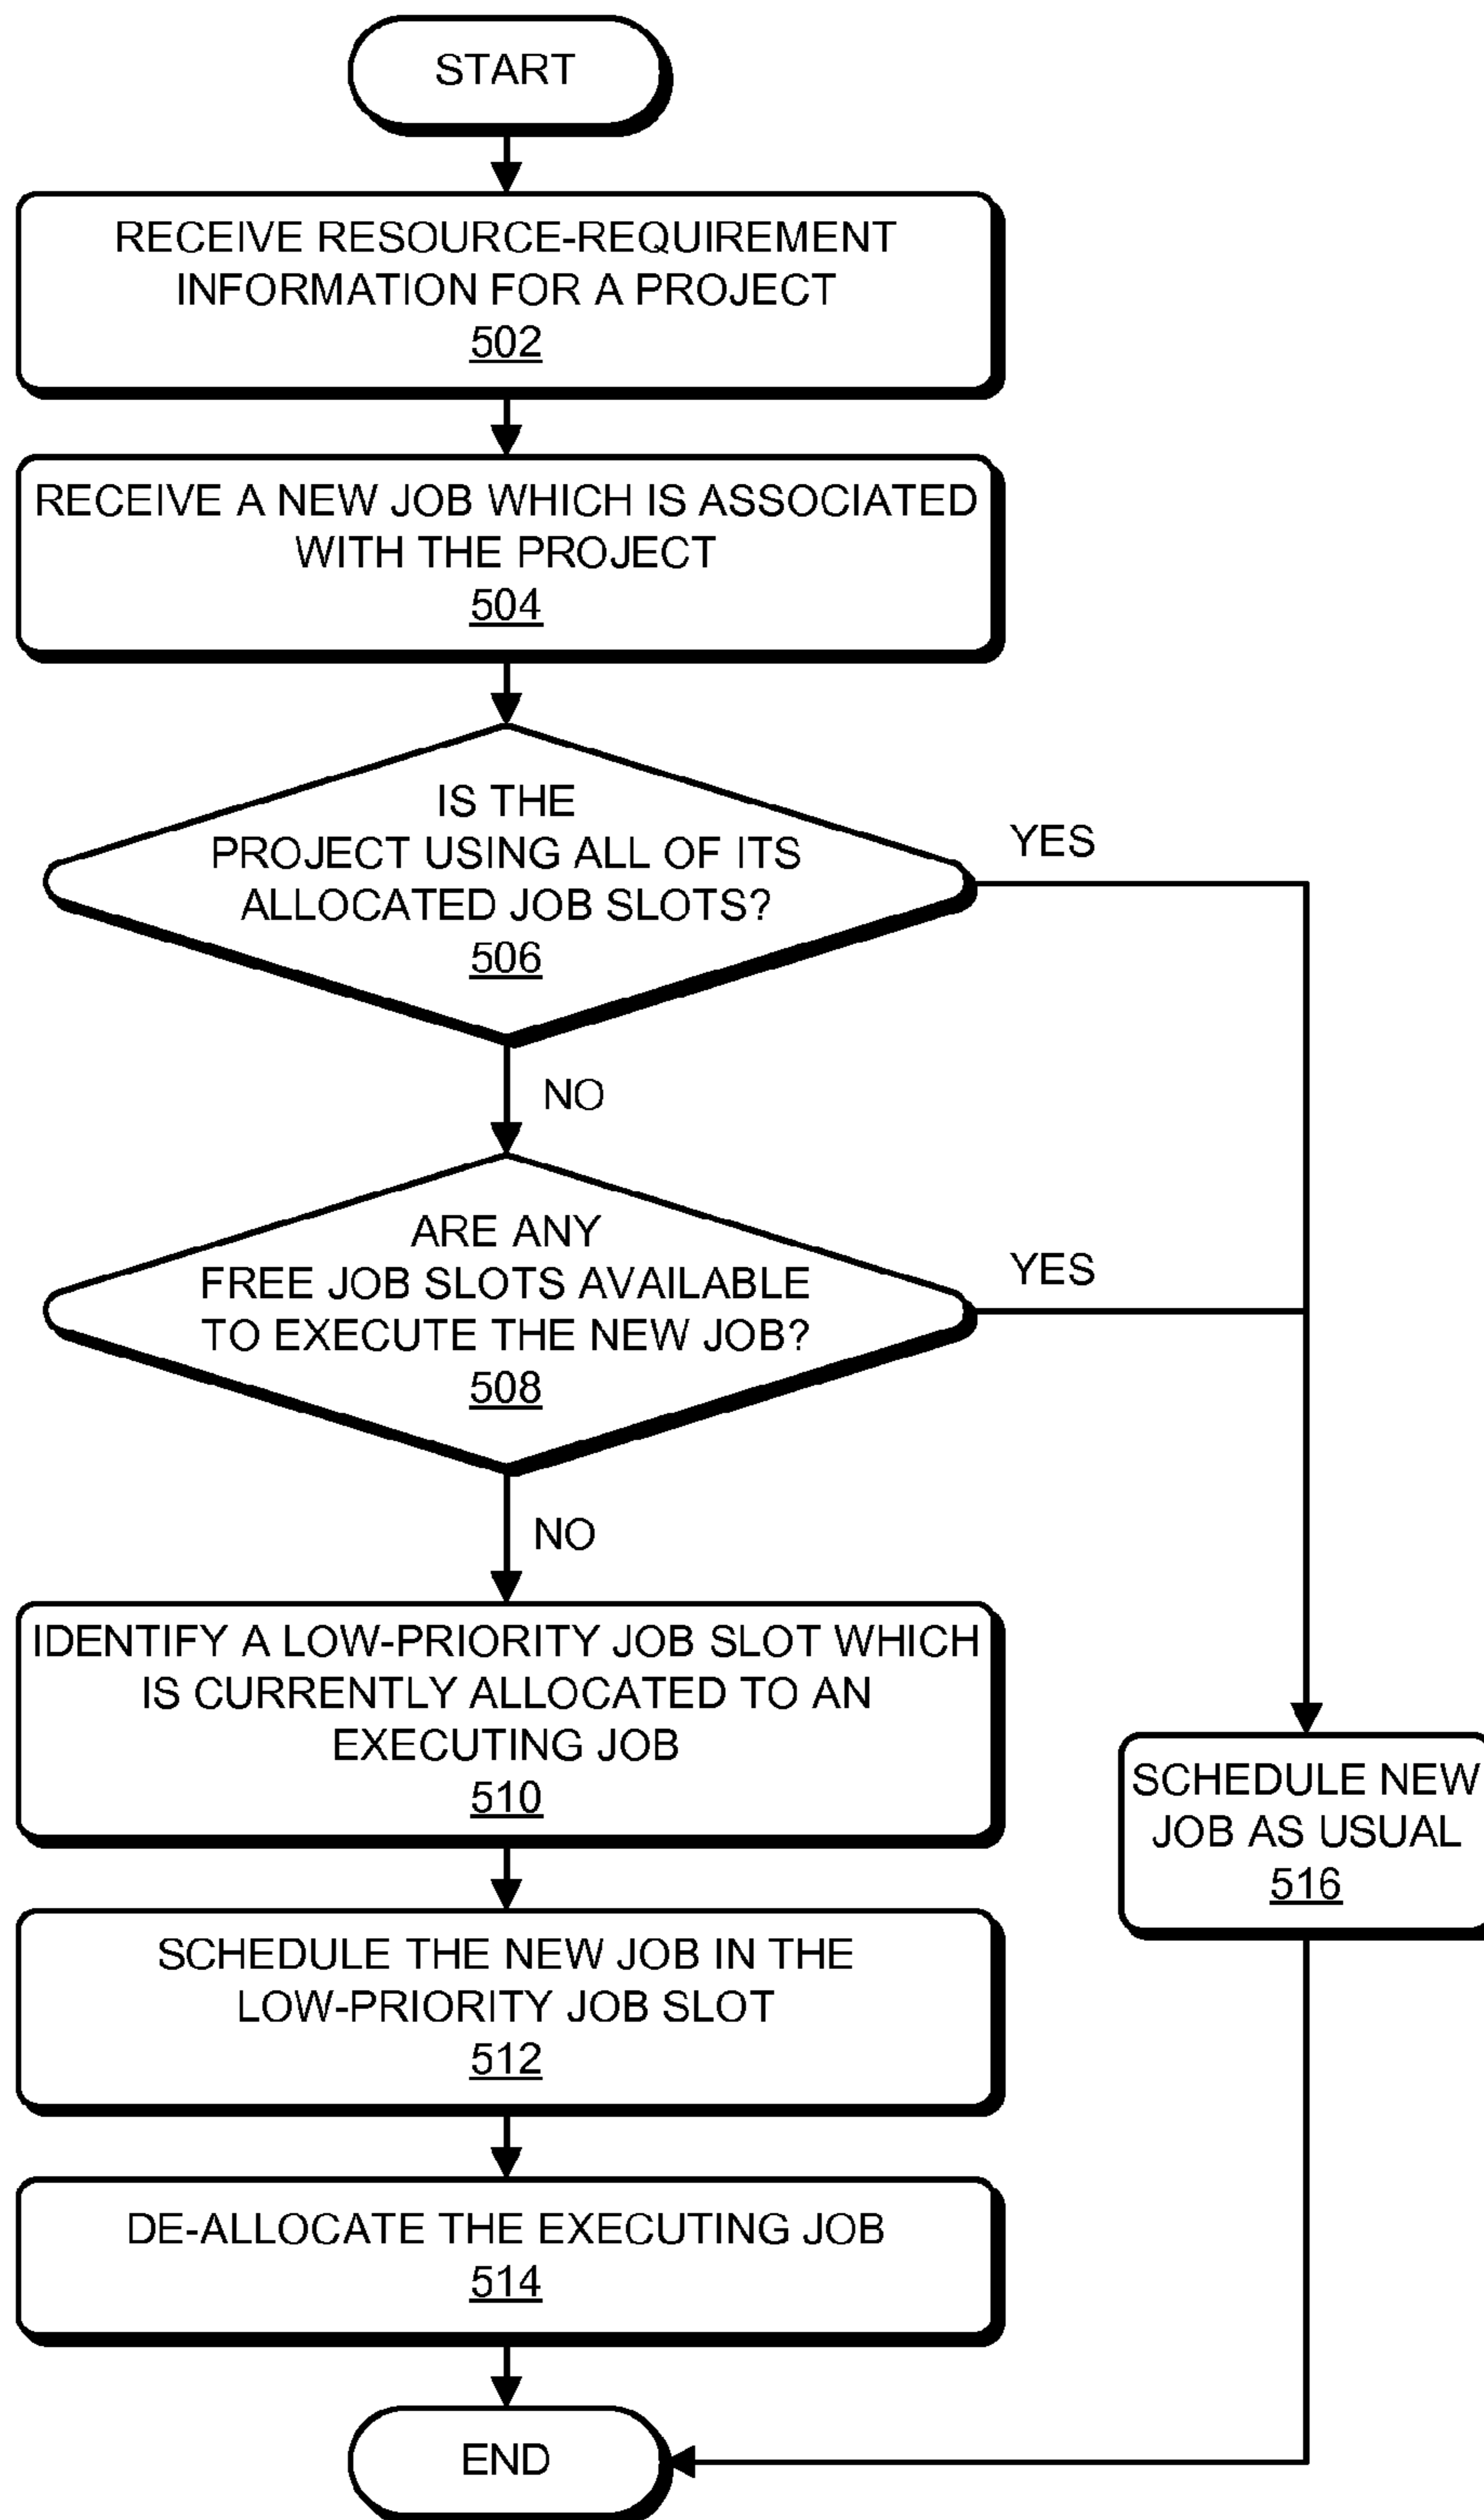 START
RECEIVE RESOURCE-REQUIREMENT
INFORMATION FOR A PROJECT
502
RECEIVE A NEW JOB WHICH IS ASSOCIATED
WITH THE PROJECT
504
IS THE
PROJECT USING ALL OF ITS
ALLOCATED JOB SLOTS?
506
YES
NO
ARE ANY
FREE JOB SLOTS AVAILABLE
TO EXECUTE THE NEW JOB?
508
YES
NO
IDENTIFY A LOW-PRIORITY JOB SLOT WHICH
IS CURRENTLY ALLOCATED TO AN
EXECUTING JOB
510
SCHEDULE NEW
JOB AS USUAL
516
SCHEDULE THE NEW JOB IN THE
LOW-PRIORITY JOB SLOT
512
DE-ALLOCATE THE EXECUTING JOB
514
END